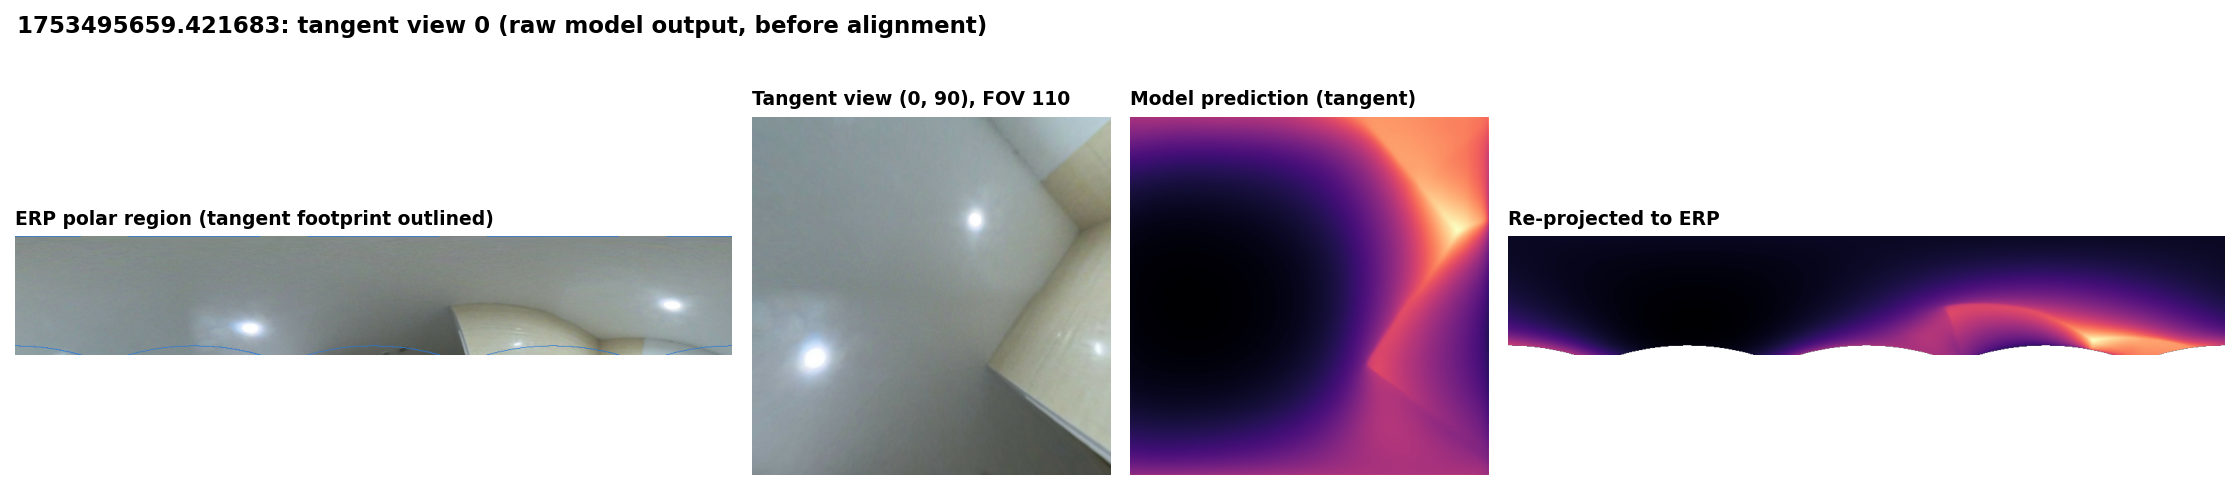 1753495659.421683: tangent view 0 (raw model output, before alignment)
Tangent view (0, 90), FOV 110
Model prediction (tangent)
ERP polar region (tangent footprint outlined)
Re-projected to ERP